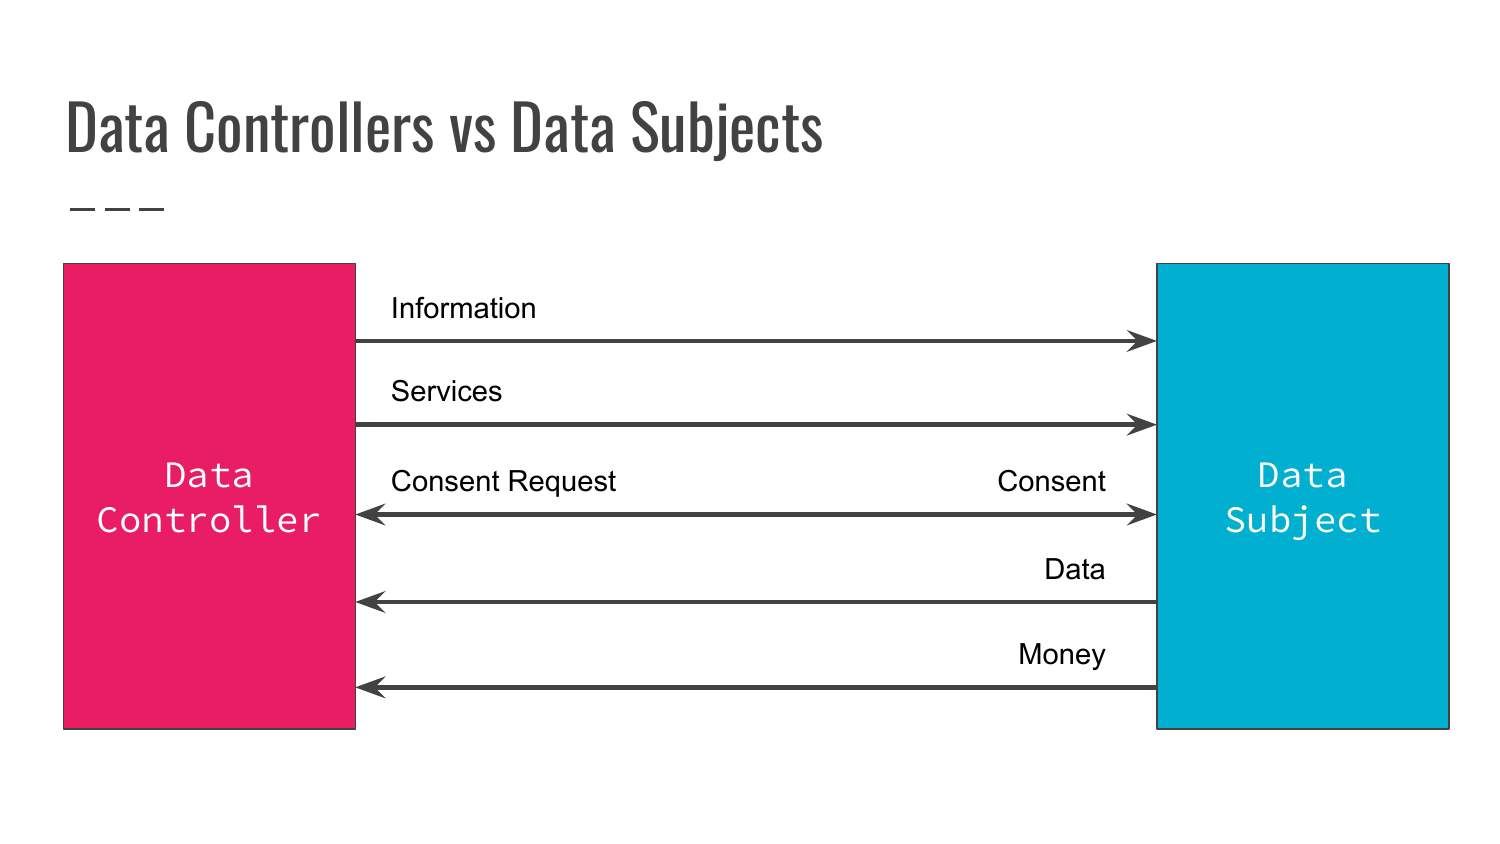 Data Controllers vs Data Subjects
Information
Services
Data
Controller
Consent Request
Consent
Data
Subject
Data
Money